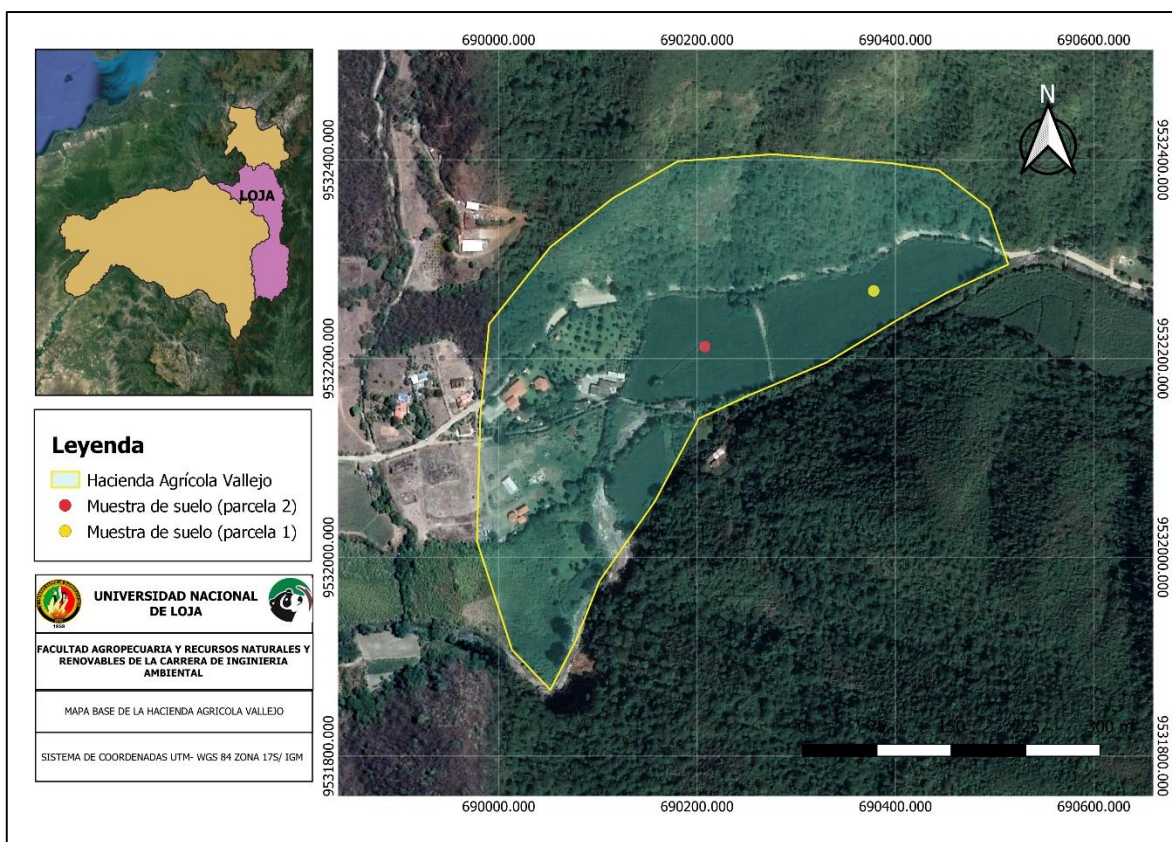 690000.000 690200.000 690400.000 690600.000
N
LOJA
9532400.000 9532400.000
9532200.000 9532200.000
9532000.000 9532000.000
9531800.000 9531800.000
Leyenda
Hacienda Agrícola Vallejo
Muestra de suelo (parcela 2)
Muestra de suelo (parcela 1)
1859
UNIVERSIDAD NACIONAL
DE LOJA
FACULTAD AGROPECUARIA Y RECURSOS NATURALES Y
RENOVABLES DE LA CARRERA DE INGINIERIA
AMBIENTAL
MAPA BASE DE LA HACIENDA AGRICOLA VALLEJO
SISTEMA DE COORDENADAS UTM- WGS 84 ZONA 17S/ IGM
0 75 150 225 300 m
690000.000 690200.000 690400.000 690600.000